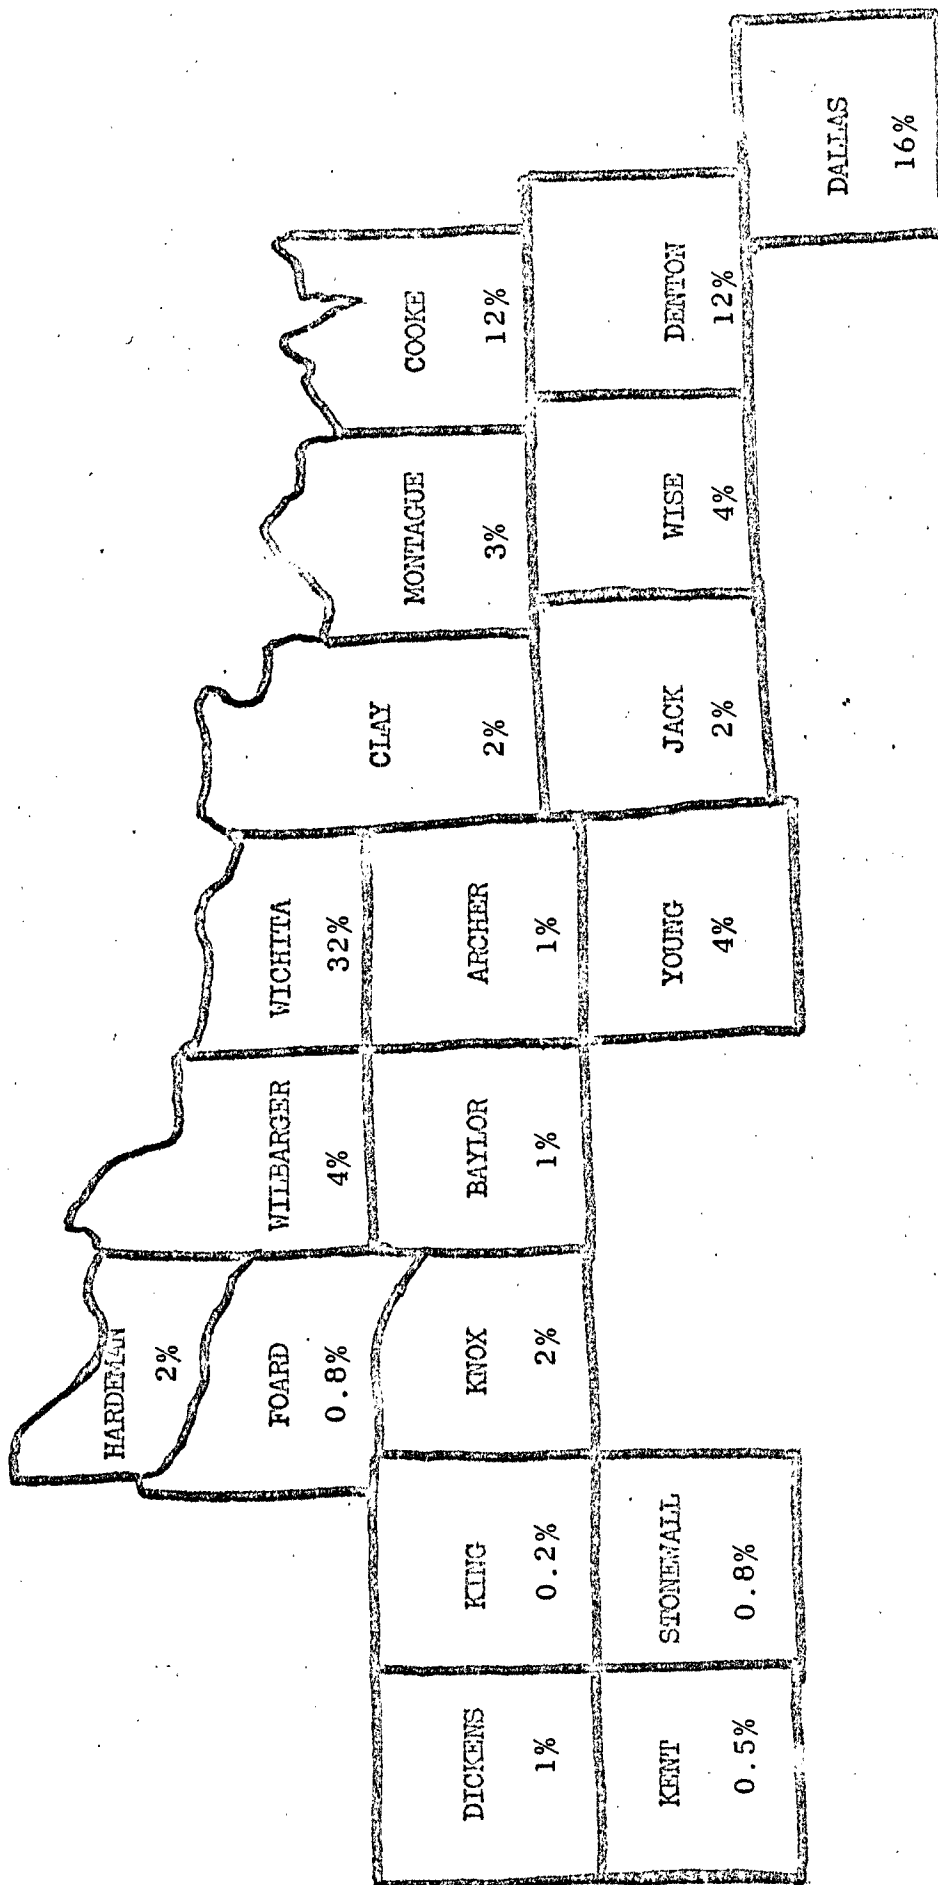 HARDEMAN
2%
WILBARGER
4%
WICHITA
32%
CLAY
2%
MONTAGUE
3%
COOKE
12%
FOARD
0.8%
DICKENS
1%
KING
0.2%
KNOX
2%
BAYLOR
1%
ARCHER
1%
KENT
0.5%
STONEWALL
0.8%
YOUNG
4%
JACK
2%
WISE
4%
DENTON
12%
DALLAS
16%